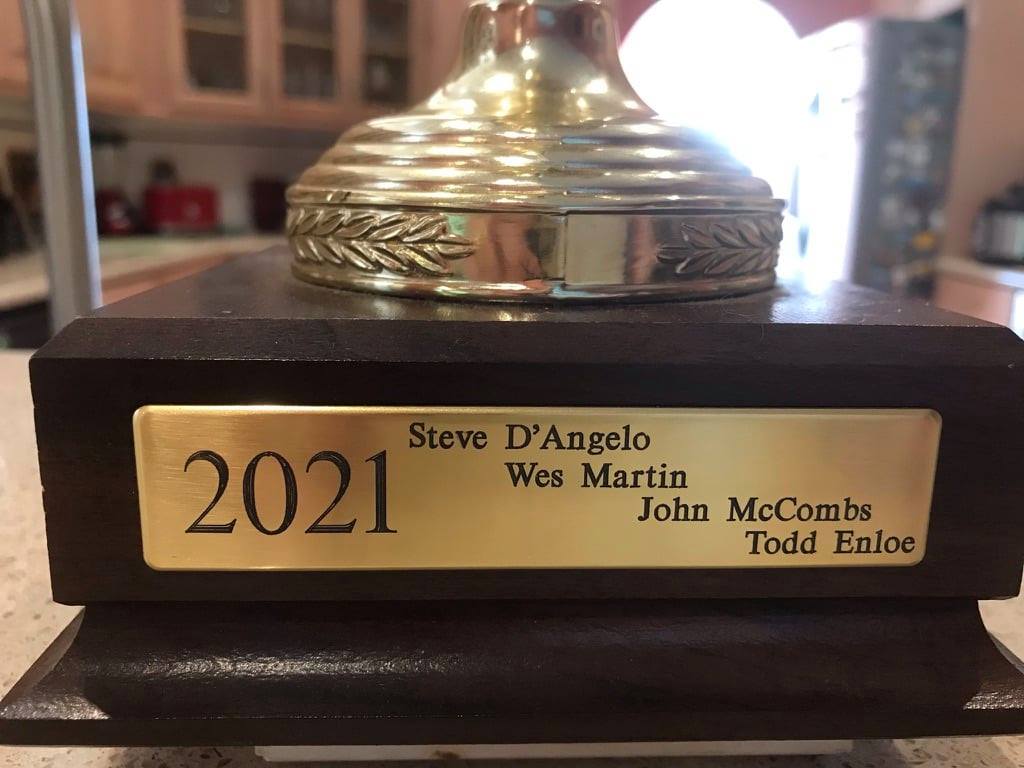 2021
Steve D'Angelo
Wes Martin
John McCombs
Todd Enloe